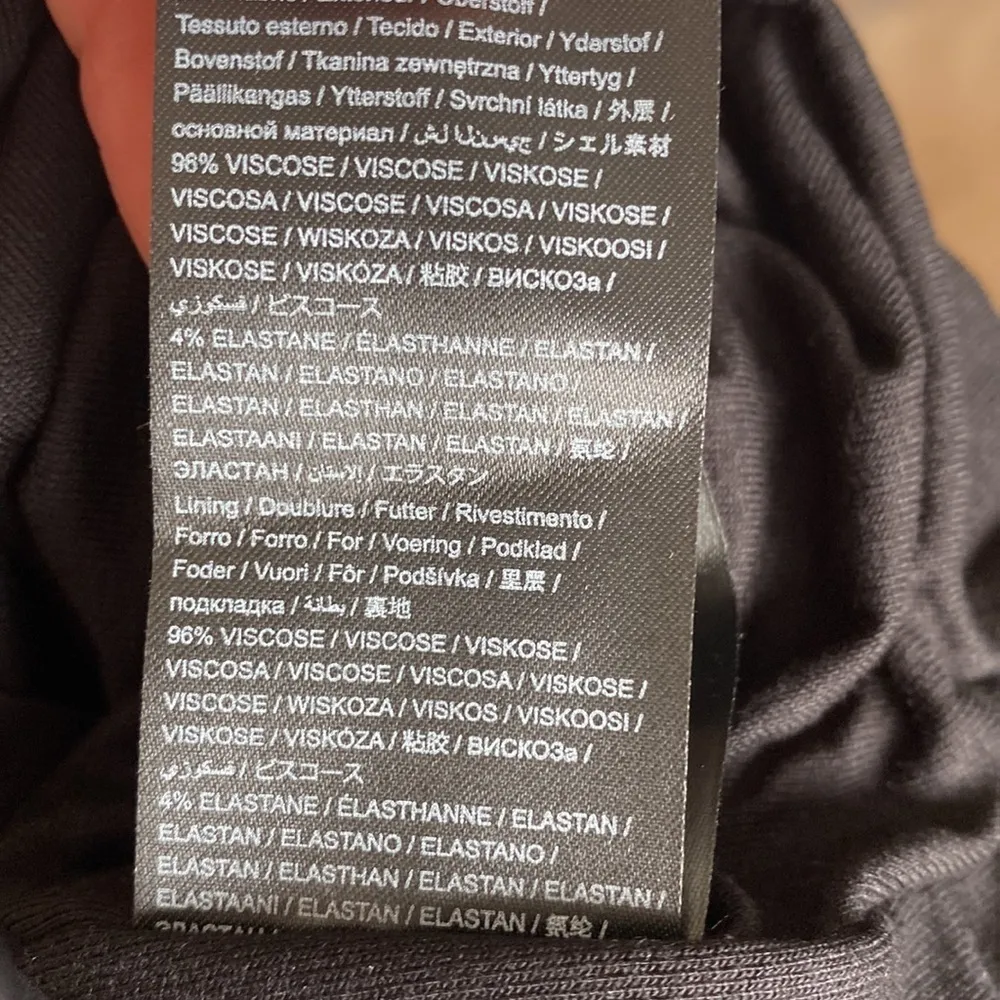 Oberstoff /
Tessuto esterno / Tecido / Exterior / Yderstof /
Bovenstof / Tkanina zewnętrzna / Yttertyg /
Päällikangas / Ytterstoff / Svrchní látka / 外层 /
основной материал / / シェル素材
96% VISCOSE / VISCOSE / VISKOSE /
VISCOSA / VISCOSE / VISCOSA / VISKOSE /
VISCOSE / WISKOZA / VISKOS / VISKOOSI /
VISKOSE / VISKÓZA / 粘胶 / ВИСКОЗа /
فسكوزي / ビスコース
4% ELASTANE / ÉLASTHANNE / ELASTAN /
ELASTAN / ELASTANO / ELASTANO /
ELASTAN / ELASTHAN / ELASTAN / ELASTAN /
ELASTAANI / ELASTAN / ELASTAN / 氨纶 /
ЭЛАСТАН / الاستان / エラスタン
Lining / Doublure / Futter / Rivestimento /
Forro / Forro / For / Voering / Podklad /
Foder / Vuori / Fôr / Podšívka / 里层 /
подкладка / بطانة / 裏地
96% VISCOSE / VISCOSE / VISKOSE /
VISCOSA / VISCOSE / VISCOSA / VISKOSE /
VISCOSE / WISKOZA / VISKOS / VISKOOSI /
VISKOSE / VISKÓZA / 粘胶 / ВИСКОЗа /
فسكوزي / ビスコース
4% ELASTANE / ÉLASTHANNE / ELASTAN /
ELASTAN / ELASTANO / ELASTANO /
ELASTAN / ELASTHAN / ELASTAN / ELASTAN /
ELASTAANI / ELASTAN / ELASTAN / 氨纶 /
ЭЛАСТАН /